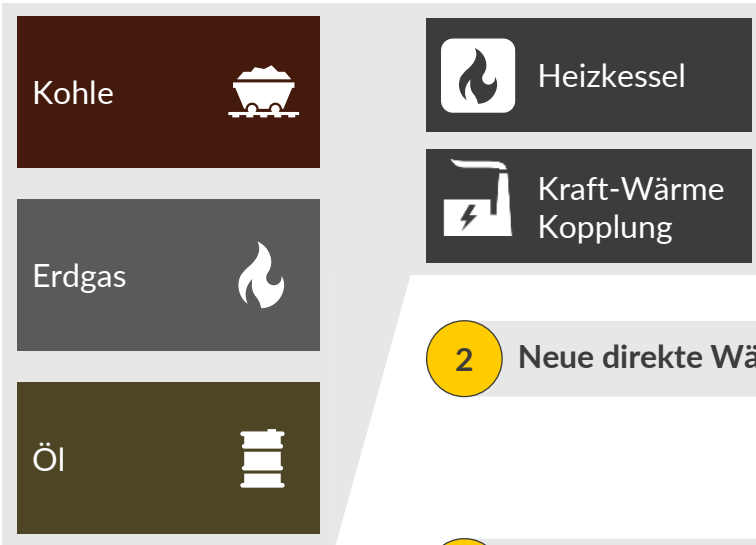 Kohle
Erdgas
Öl
Heizkessel
Kraft-Wärme
Kopplung
2
Neue direkte